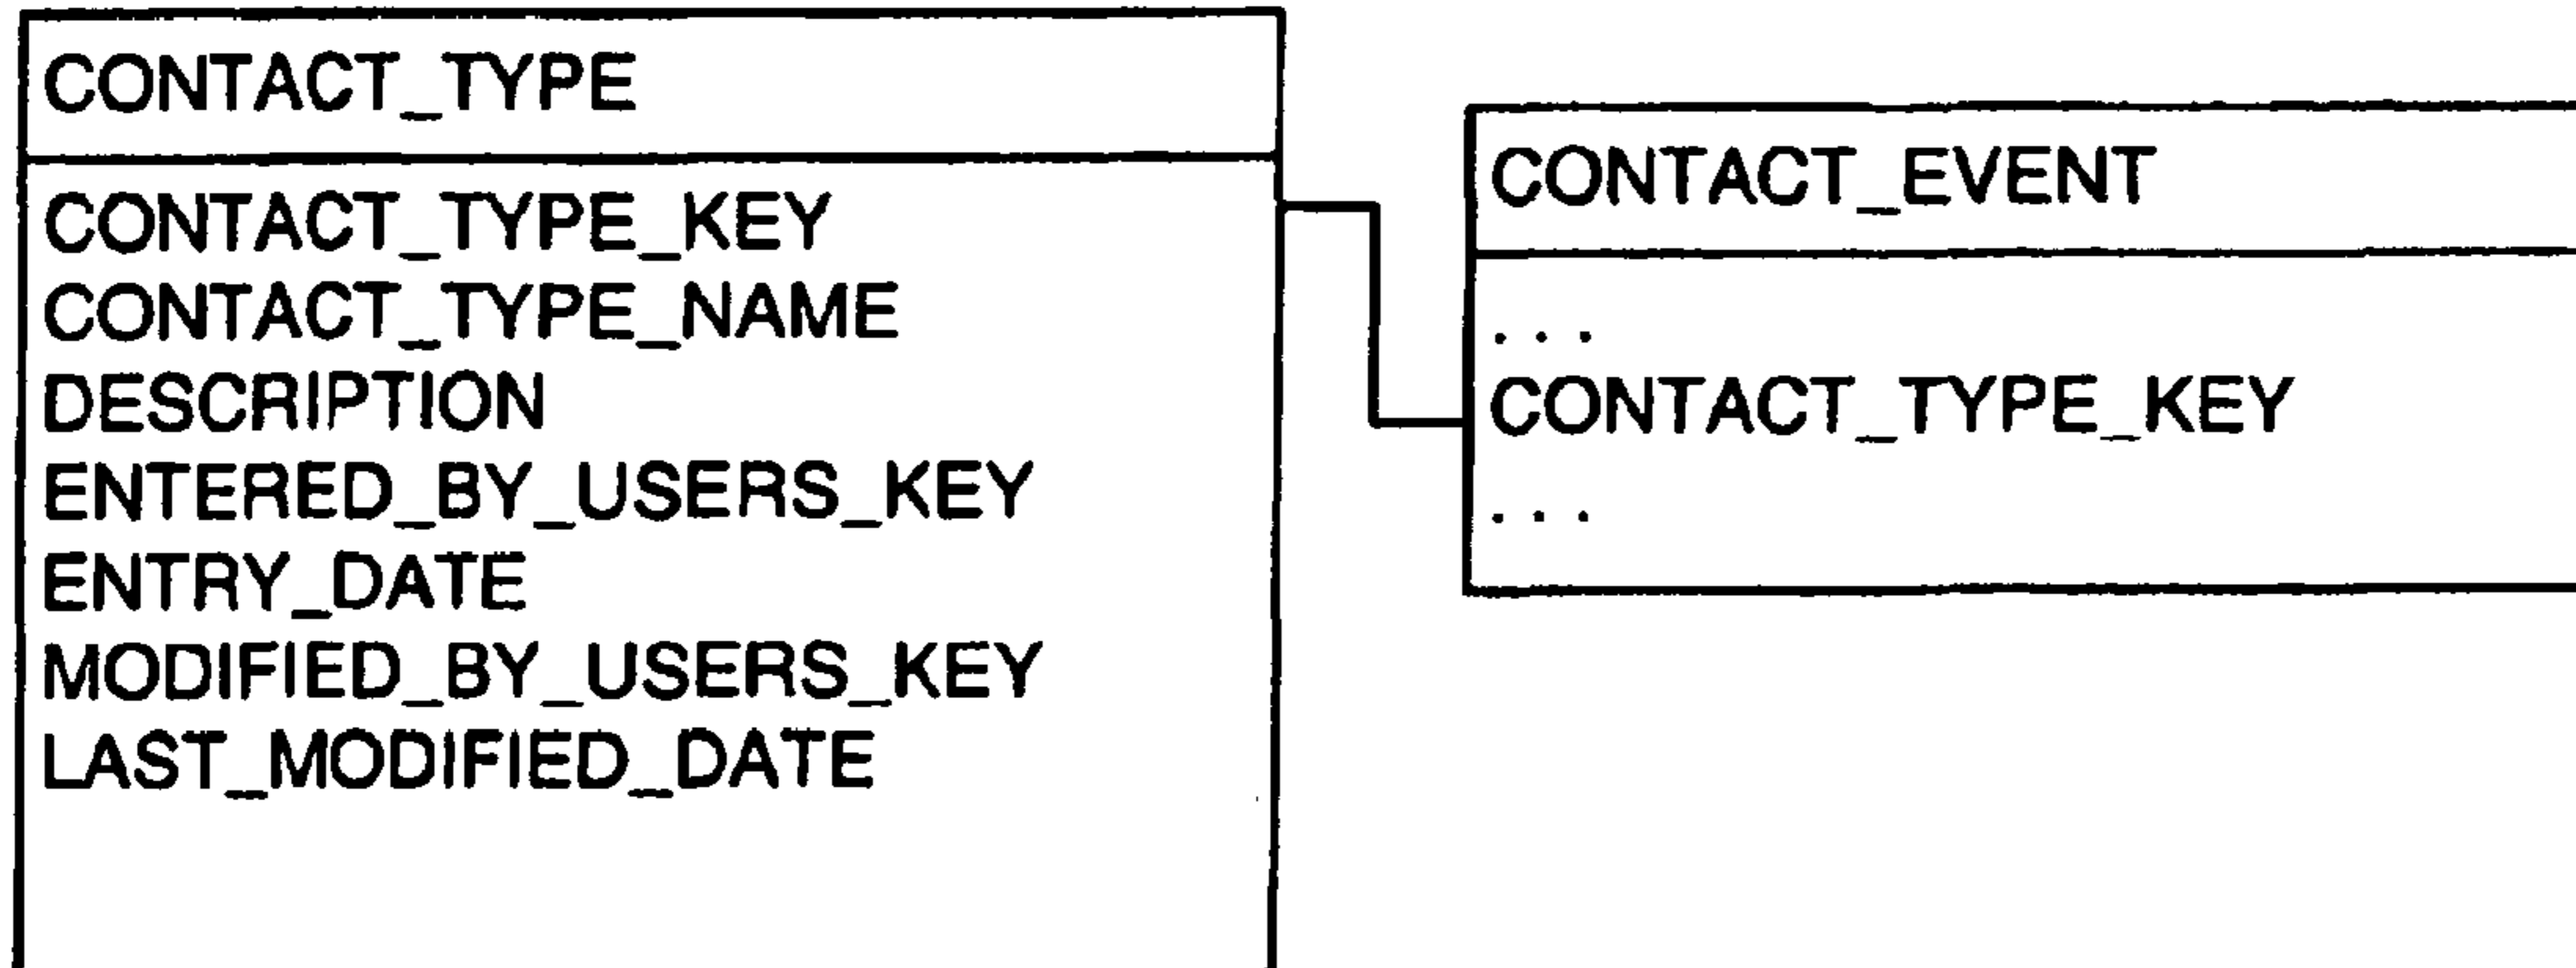 CONTACT_TYPE
CONTACT_TYPE_KEY
CONTACT_TYPE_NAME
DESCRIPTION
ENTERED_BY_USERS_KEY
ENTRY_DATE
MODIFIED_BY_USERS_KEY
LAST_MODIFIED_DATE
CONTACT_EVENT
. . .
CONTACT_TYPE_KEY
. . .